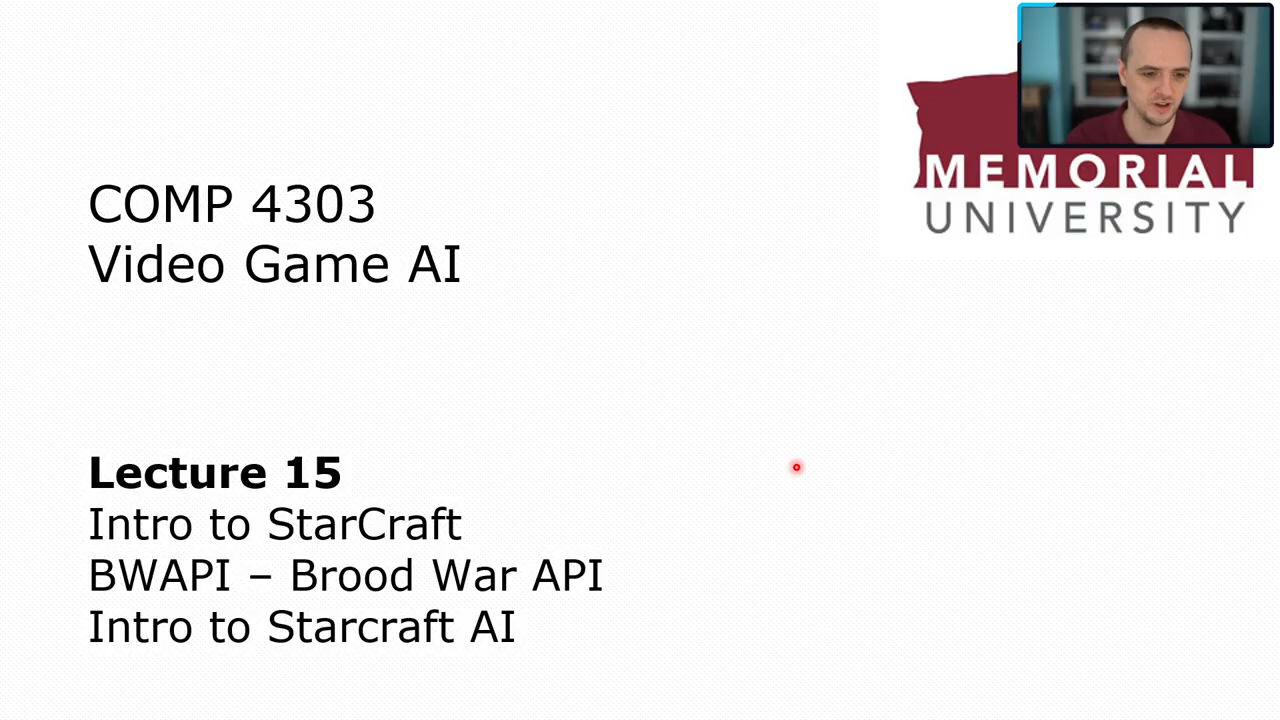 MEMORIAL
UNIVERSITY
COMP 4303
Video Game AI
Lecture 15
Intro to StarCraft
BWAPI – Brood War API
Intro to Starcraft AI